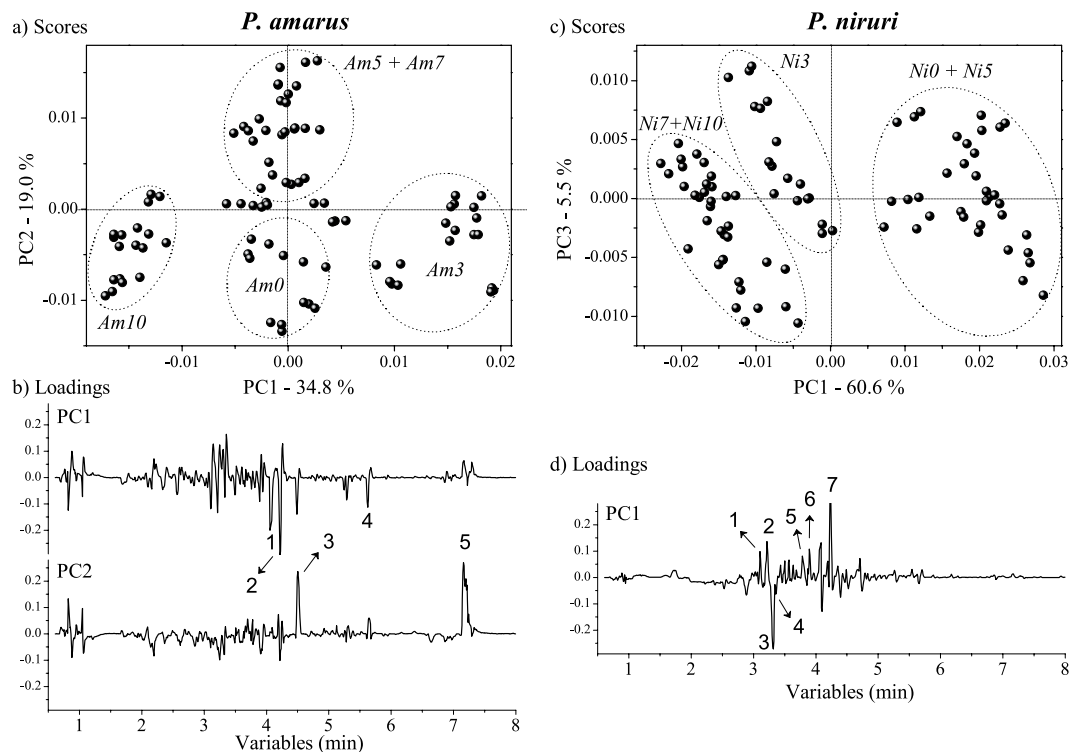 P. amarus
P. niruri
a) Scores
c) Scores
Am5 + Am7
Am10
Am0
Am3
0.01
0.00
-0.01
PC2 - 19.0 %
-0.01
0.00
0.01
0.02
PC1 - 34.8 %
Ni3
Ni0 + Ni5
Ni7+Ni10
0.010
0.005
0.000
-0.005
-0.010
PC3 - 5.5 %
-0.02
-0.01
0.00
0.01
0.02
0.03
PC1 - 60.6 %
b) Loadings
PC1
0.2
0.1
0.0
-0.1
-0.2
1
2
3
4
5
PC2
0.2
0.1
0.0
-0.1
1
2
3
4
5
6
7
8
Variables (min)
d) Loadings
PC1
0.2
0.1
0.0
-0.1
-0.2
1
2
3
4
5
6
7
1
2
3
4
5
6
7
8
Variables (min)